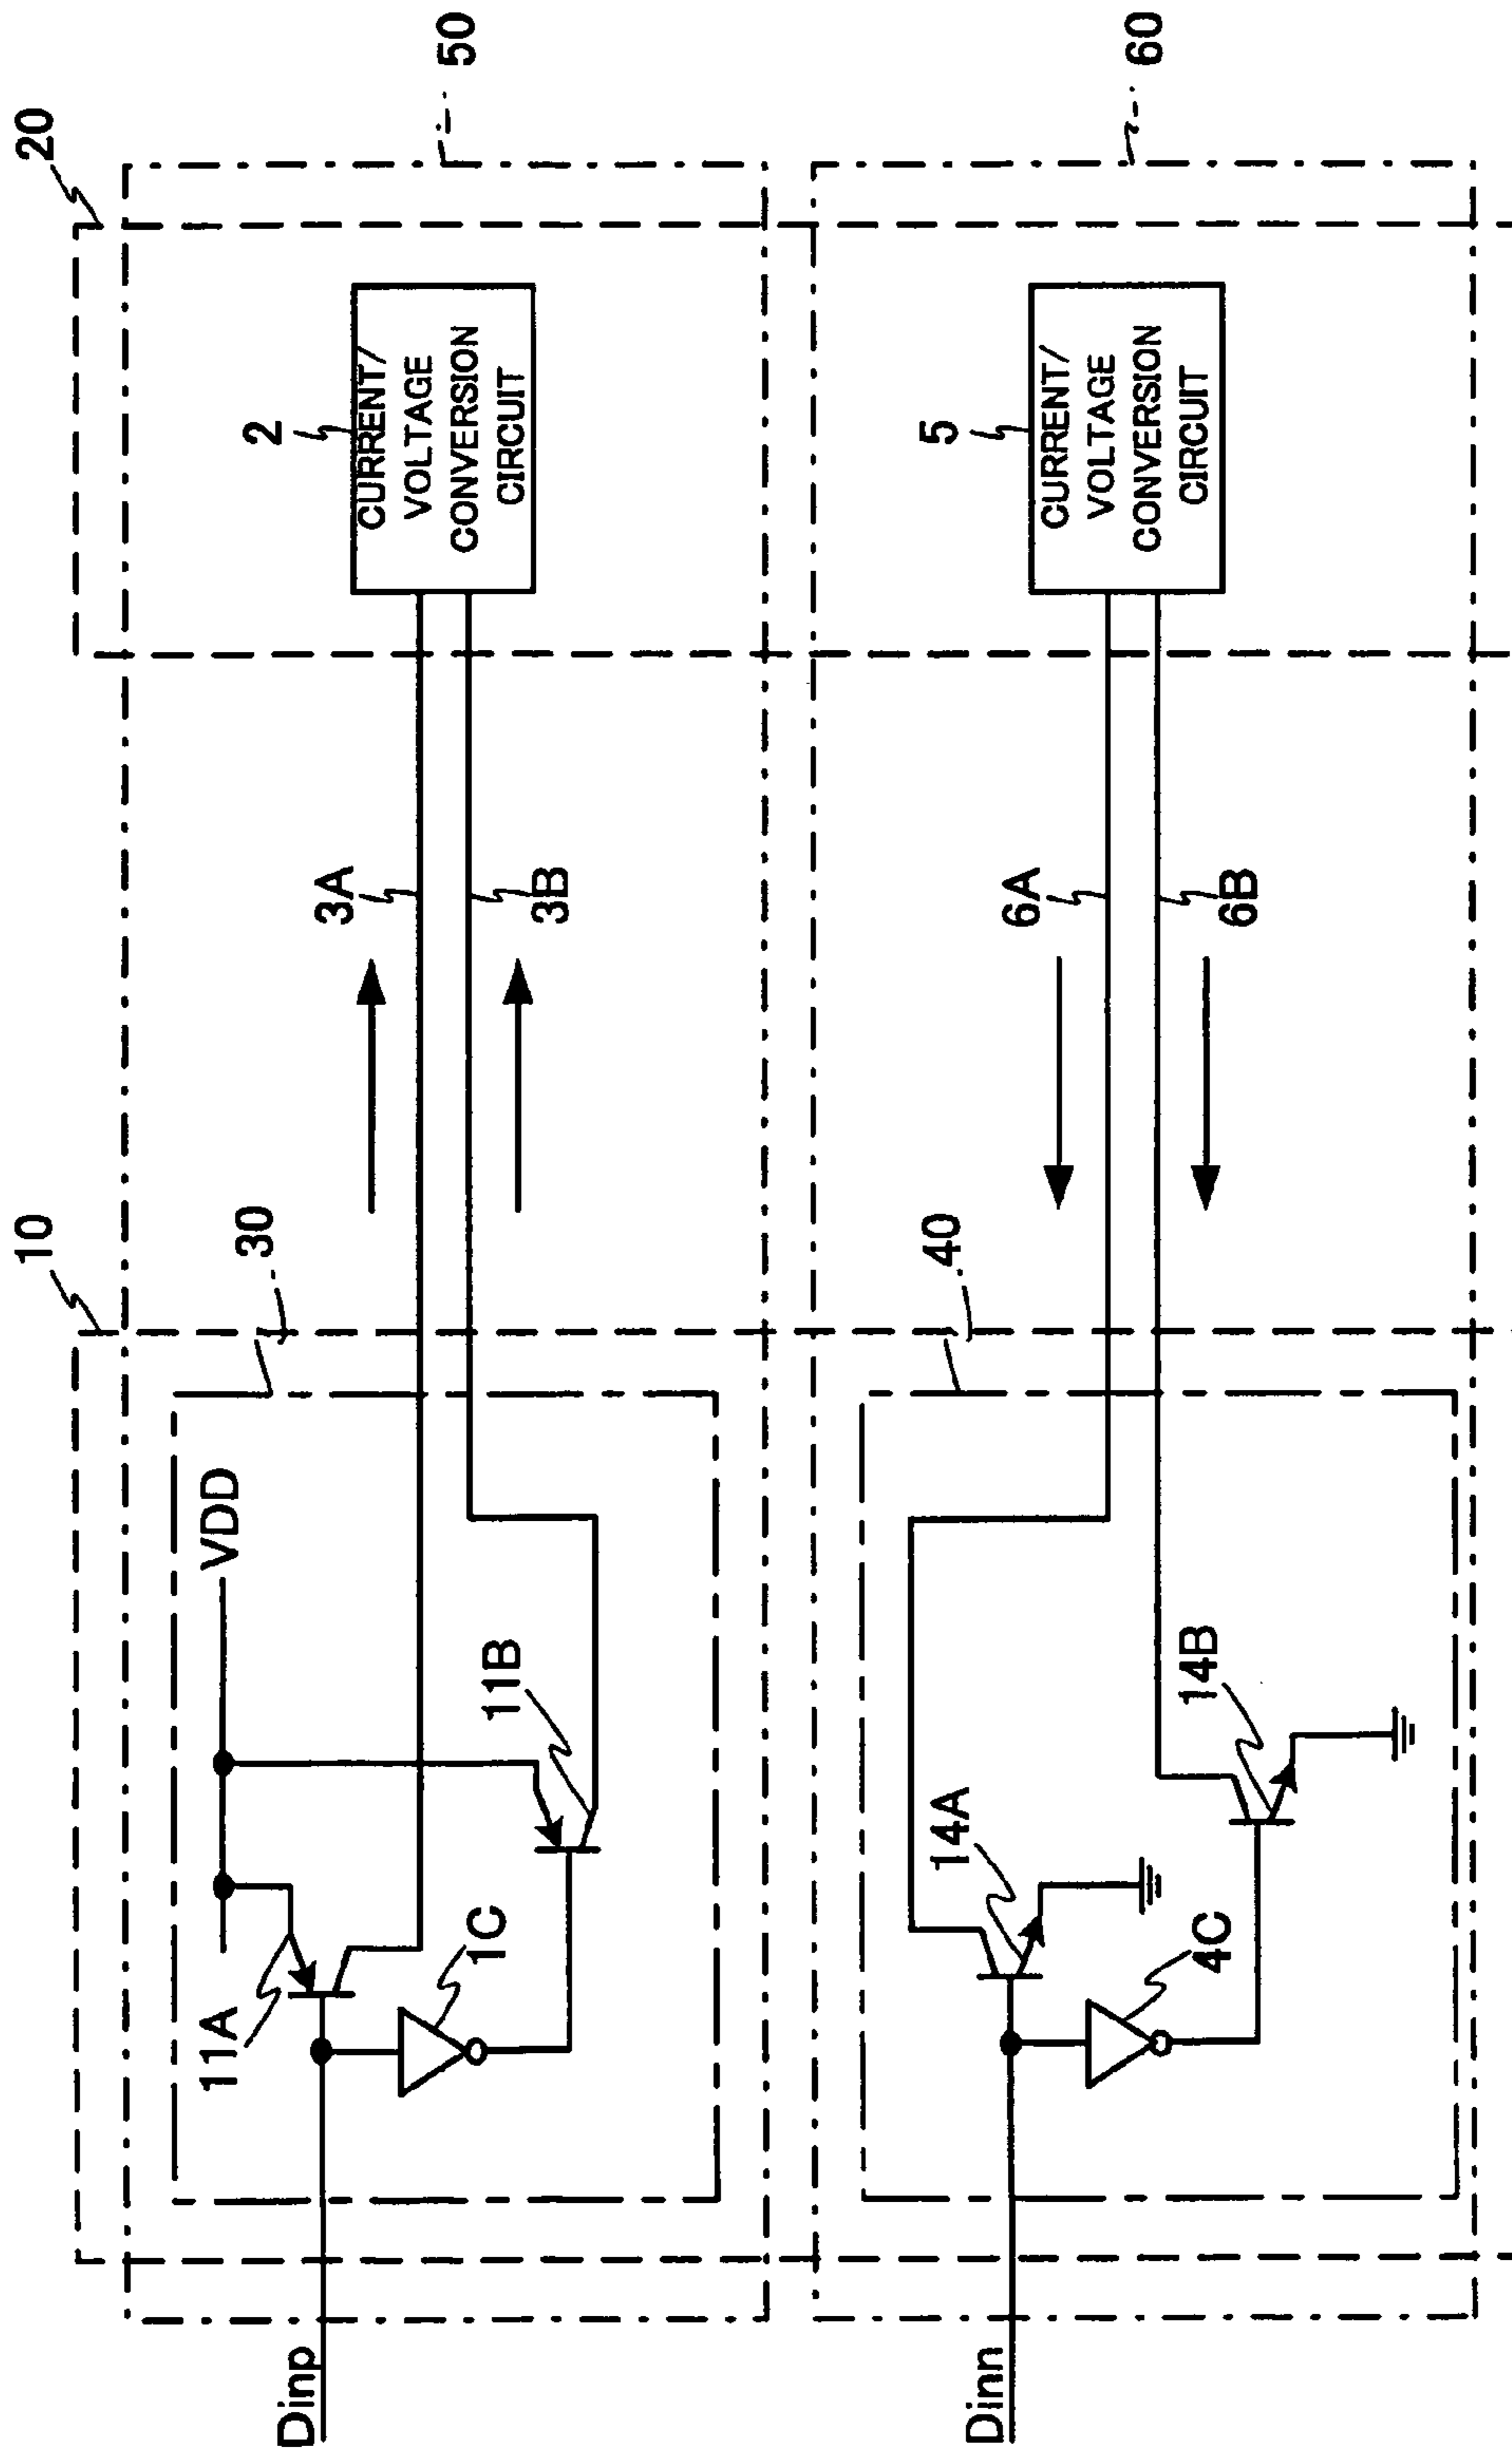 10
20
30
50
VDD
11A
11B
1C
Dinp
3A
3B
2
CURRENT/
VOLTAGE
CONVERSION
CIRCUIT
40
60
14A
14B
4C
Dinn
6A
6B
5
CURRENT/
VOLTAGE
CONVERSION
CIRCUIT